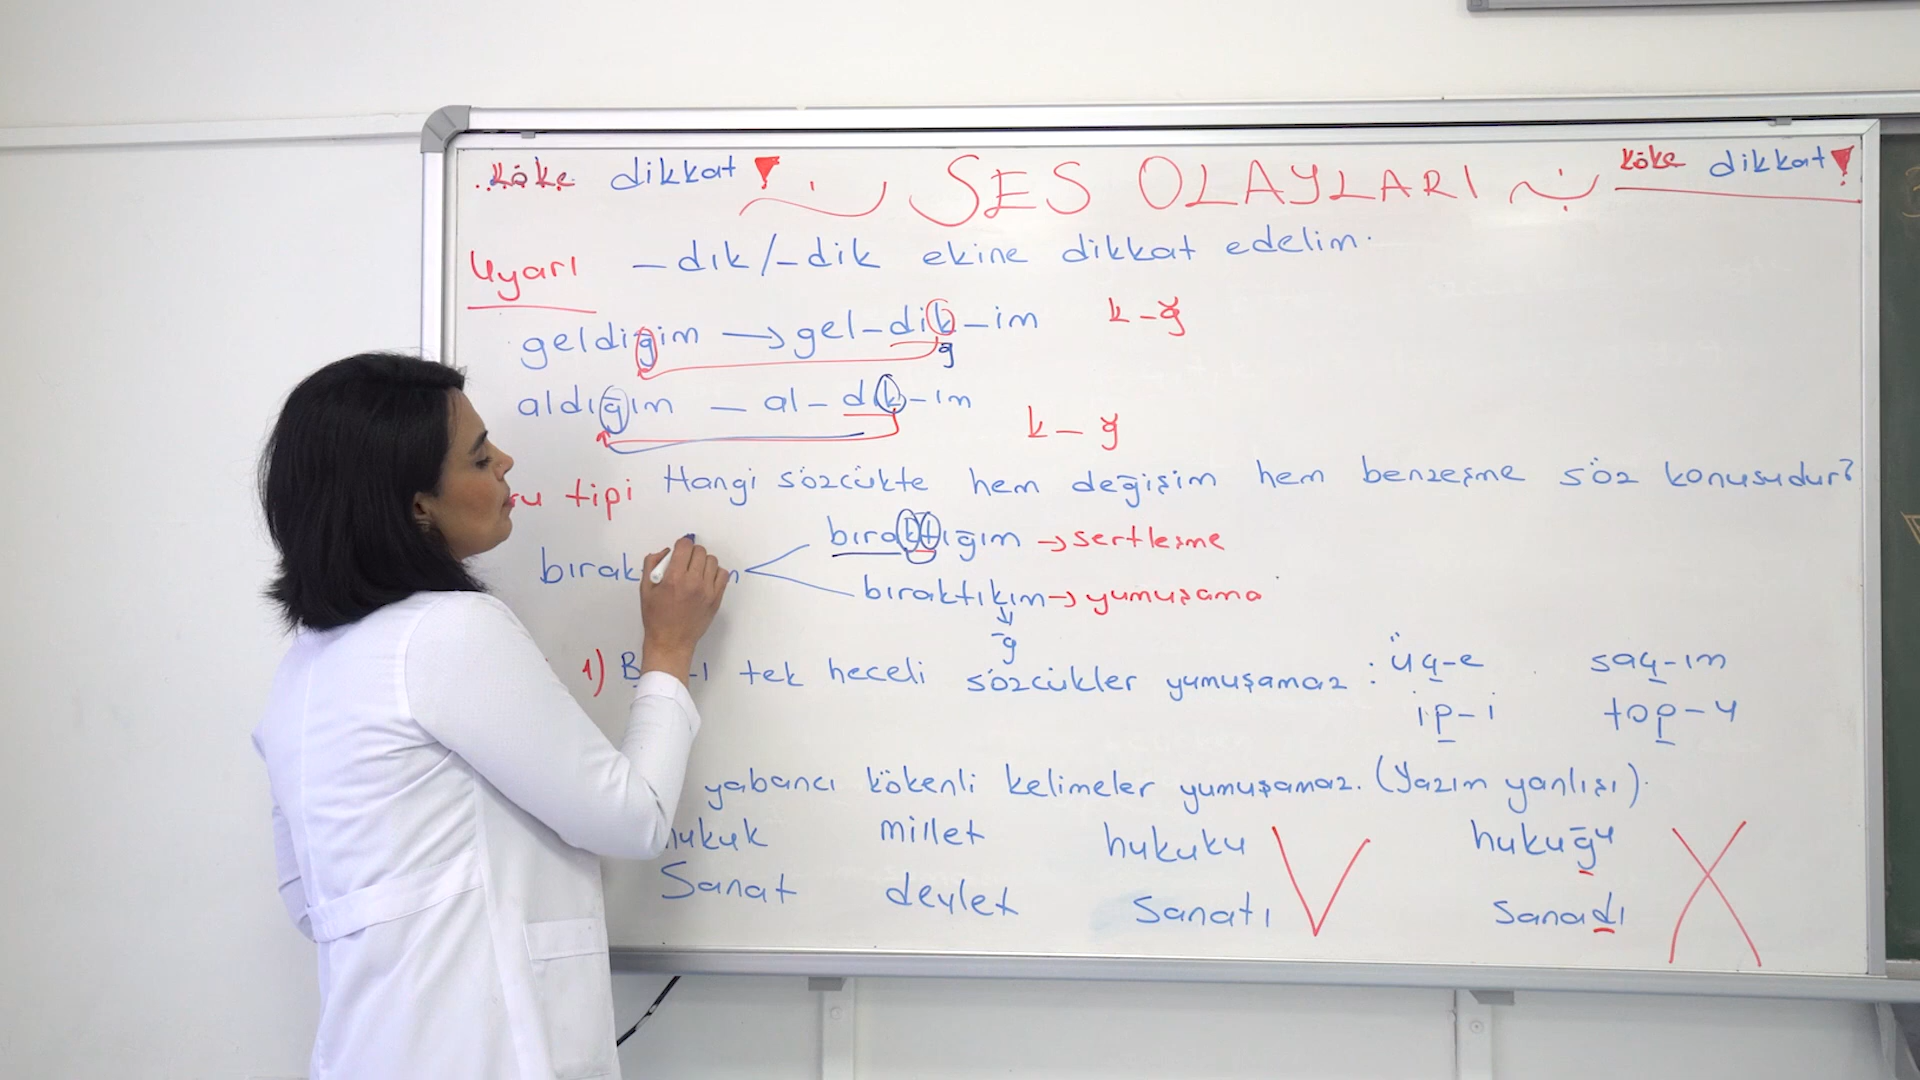 köke dikkat ! SES OLAYLARI köke dikkat !
Uyarı -dık/-dik ekine dikkat edelim.
geldiğim → gel-dik-im k-ğ
ğ
aldığım - al-dık-ım k-ğ
tipi Hangi sözcükte hem değişim hem benzeşme söz konusudur?
bıraktığım → sertleşme
bıraktıkım → yumuşama
ğ
1) tek heceli sözcükler yumuşamaz : üç-e saç-ım
ip-i top-u
yabancı kökenli kelimeler yumuşamaz. (Yazım yanlışı).
hukuk millet hukuku hukuğu
Sanat devlet sanatı sanadı